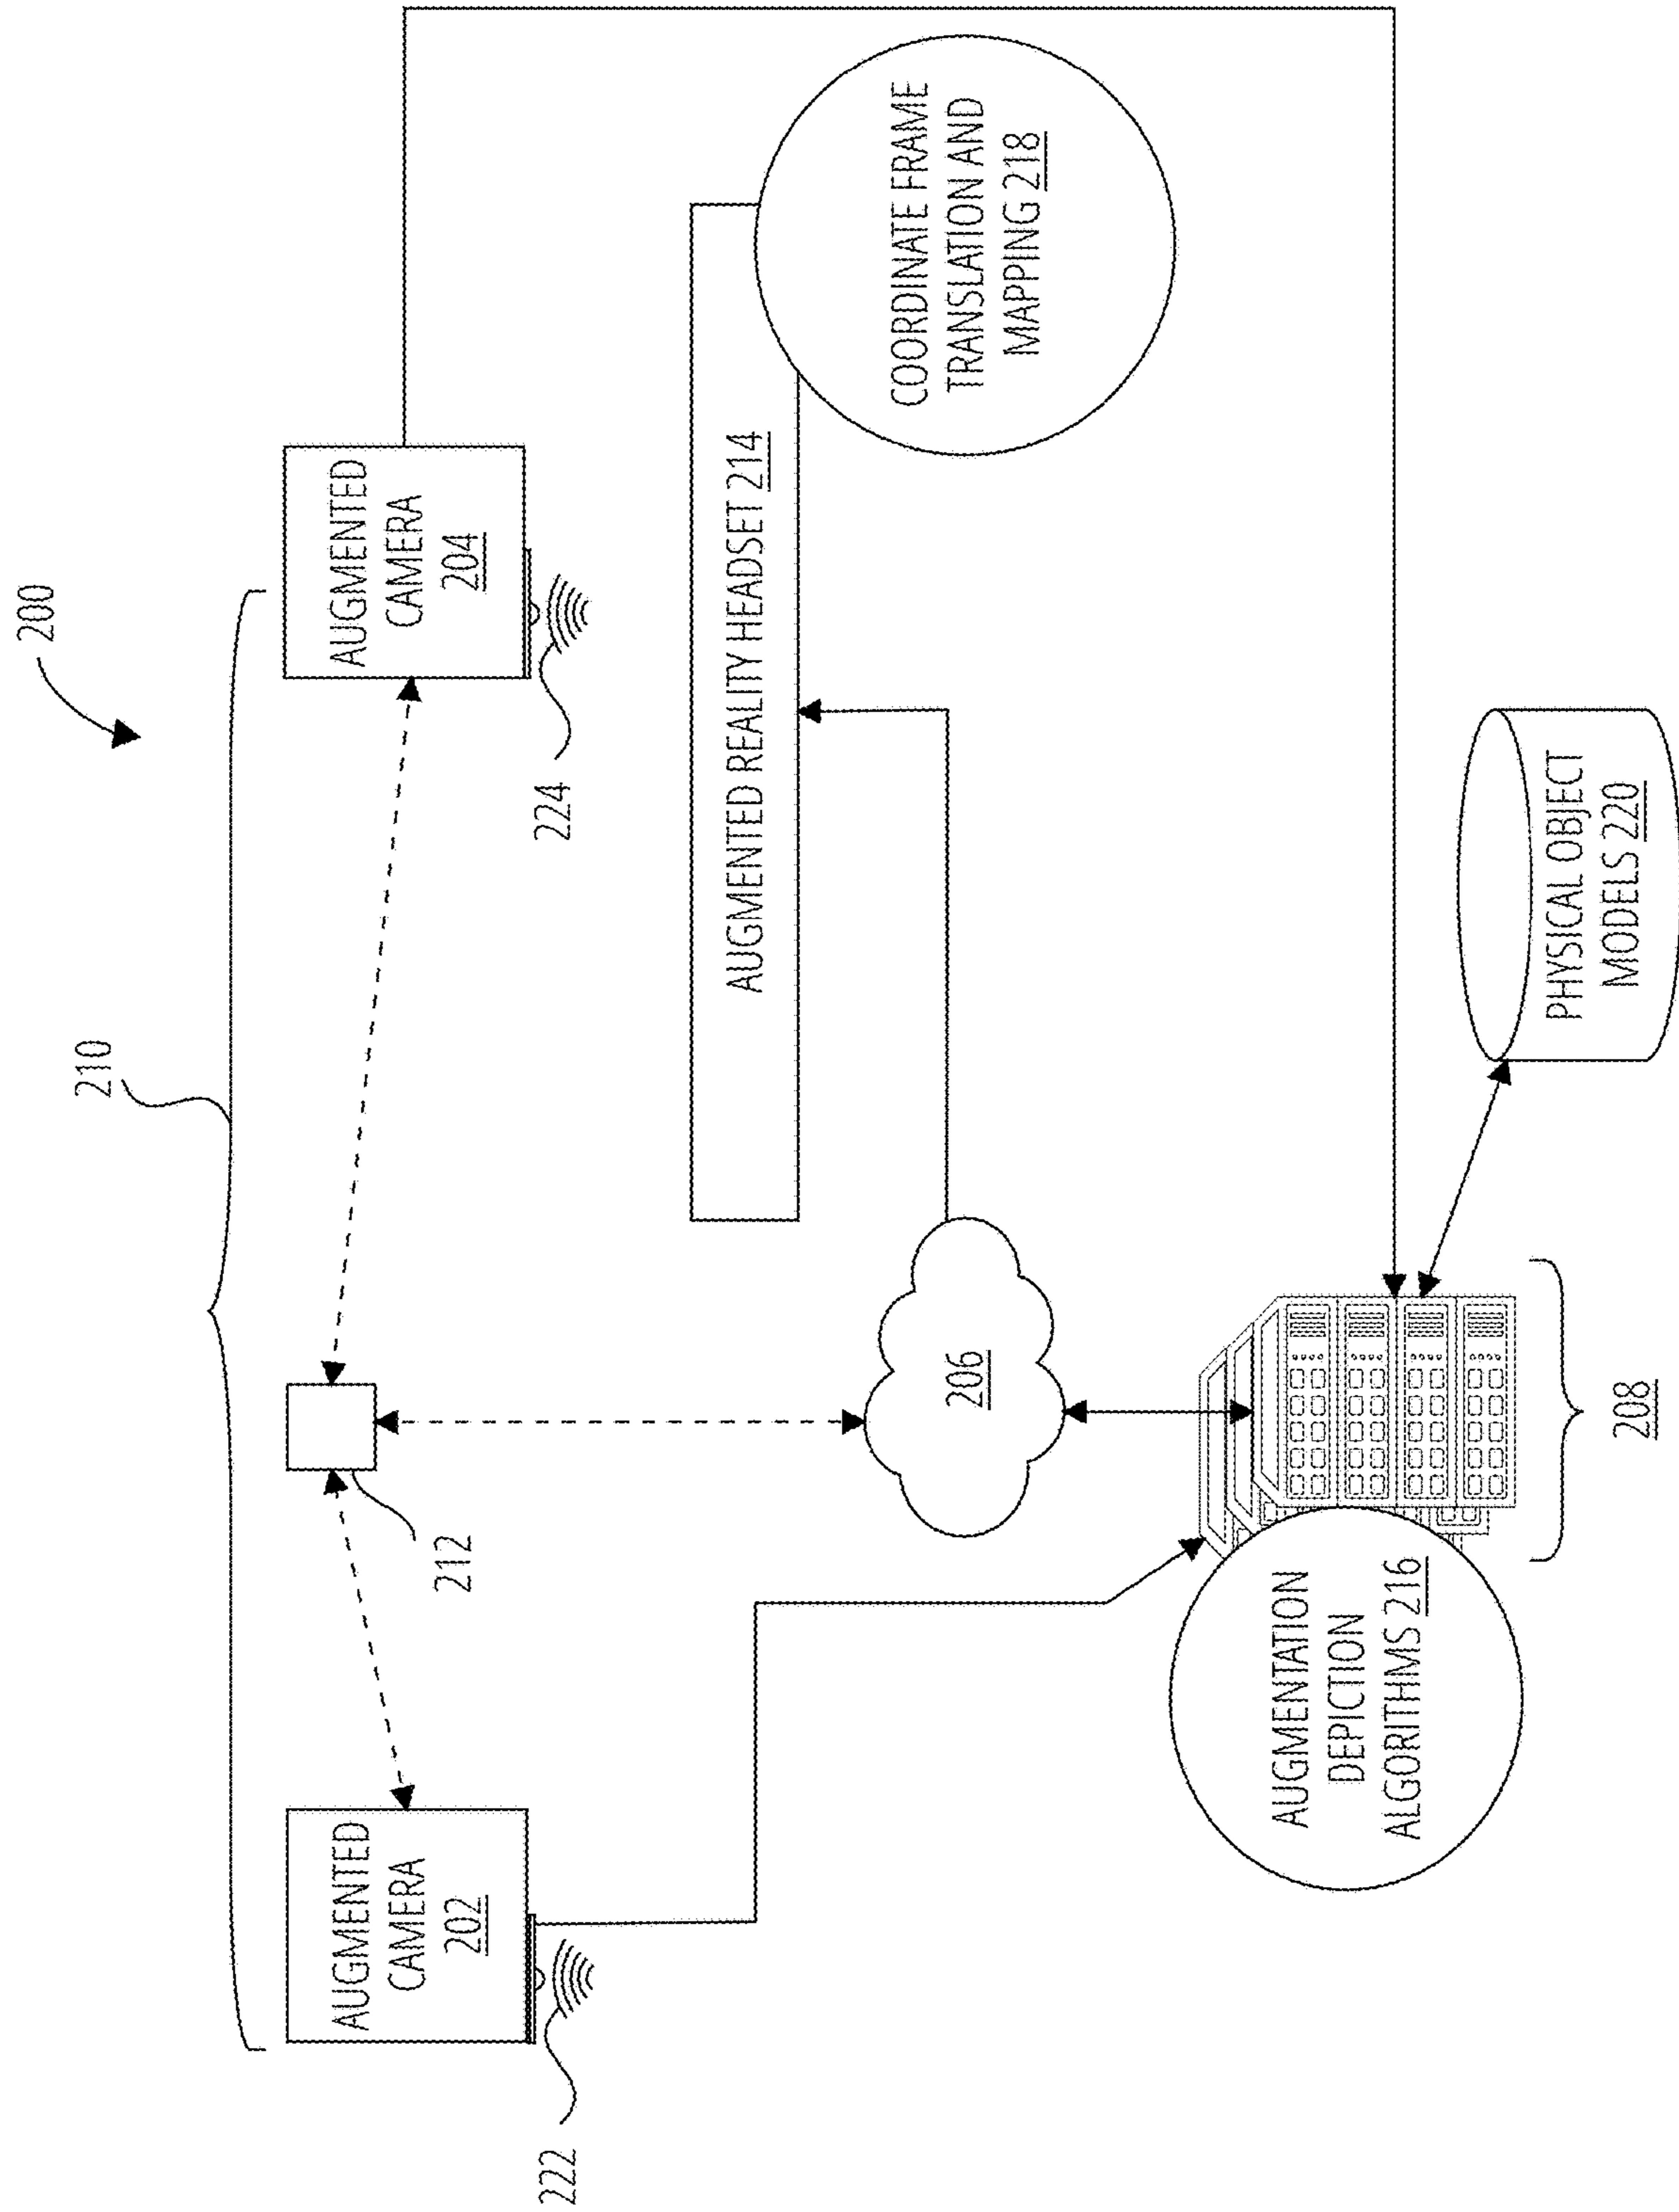 200
210
AUGMENTED
CAMERA
202
212
AUGMENTED
CAMERA
204
222
224
AUGMENTED REALITY HEADSET 214
206
COORDINATE FRAME
TRANSLATION AND
MAPPING 218
AUGMENTATION
DEPICTION
ALGORITHMS 216
208
PHYSICAL OBJECT
MODELS 220